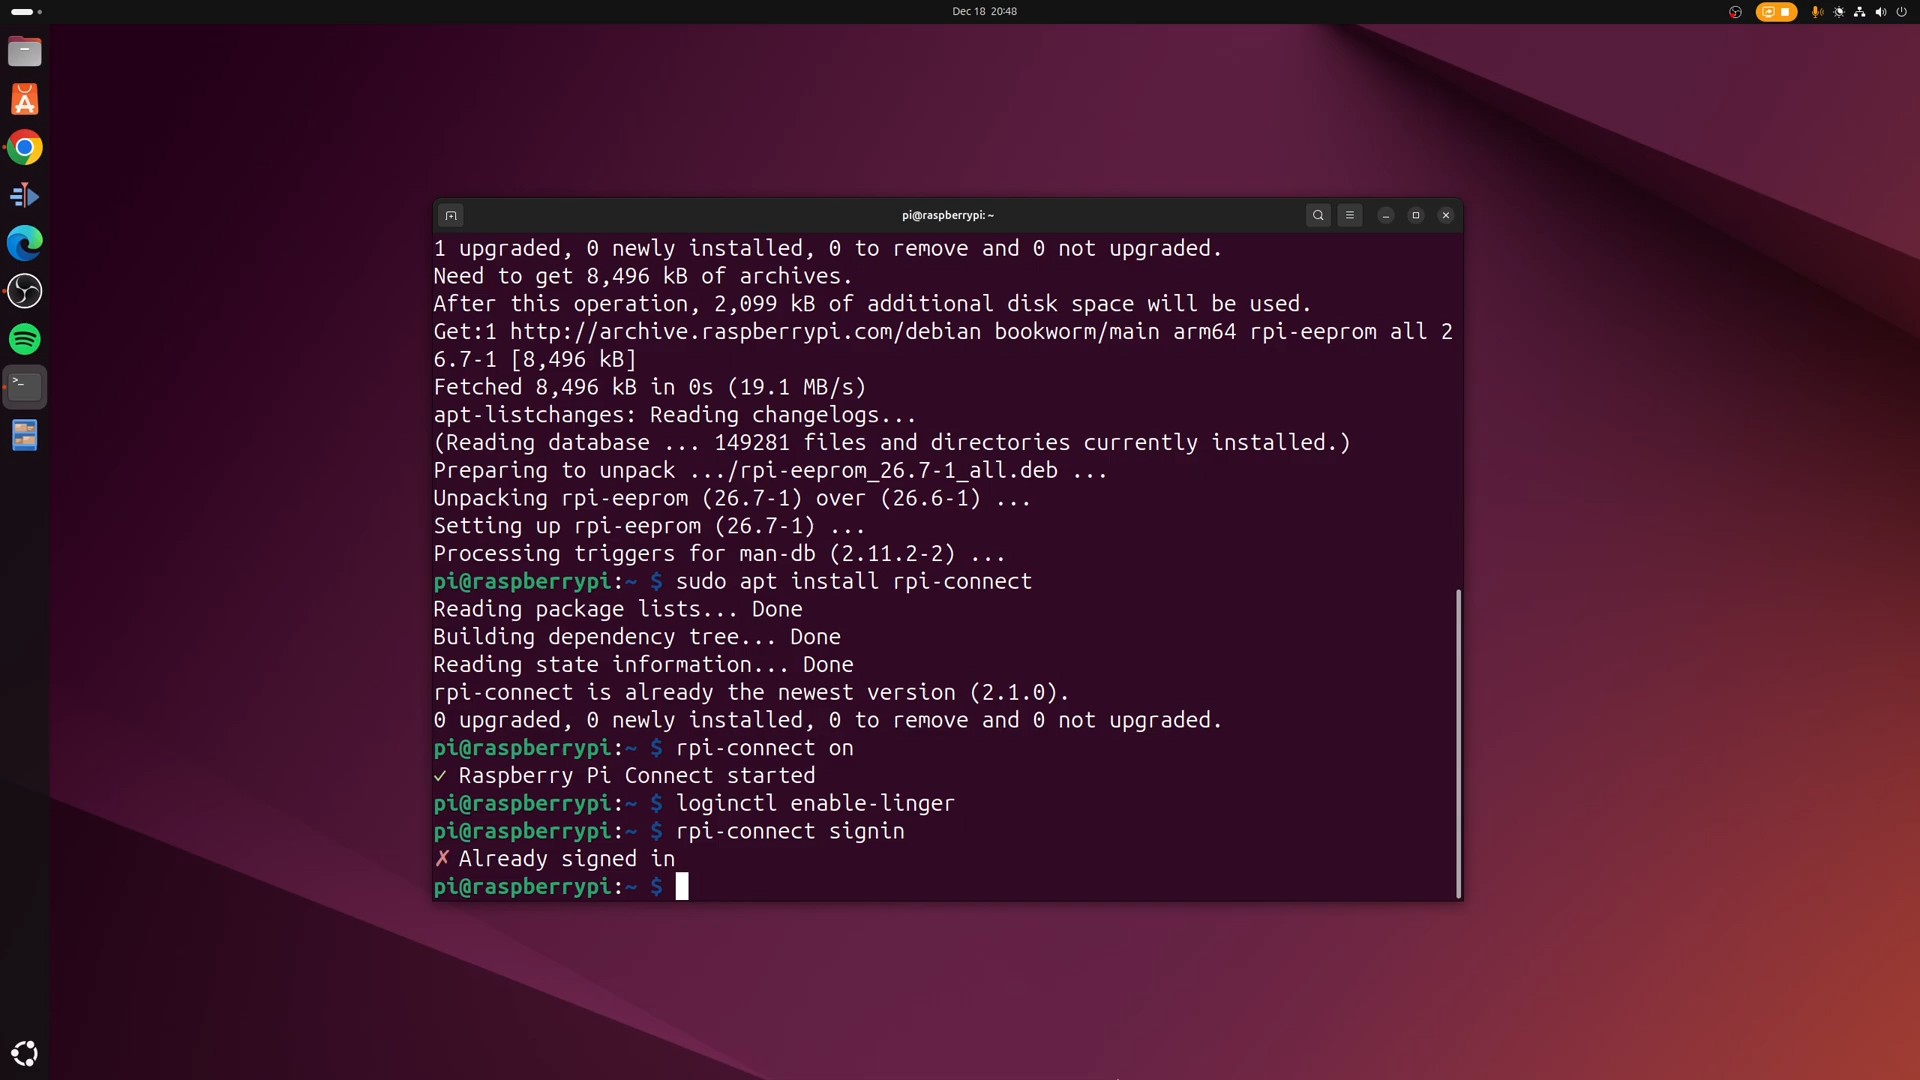 Dec 18 20:48
pi@raspberrypi: ~
1 upgraded, 0 newly installed, 0 to remove and 0 not upgraded.
Need to get 8,496 kB of archives.
After this operation, 2,099 kB of additional disk space will be used.
Get:1 http://archive.raspberrypi.com/debian bookworm/main arm64 rpi-eeprom all 2
6.7-1 [8,496 kB]
Fetched 8,496 kB in 0s (19.1 MB/s)
apt-listchanges: Reading changelogs...
(Reading database ... 149281 files and directories currently installed.)
Preparing to unpack .../rpi-eeprom_26.7-1_all.deb ...
Unpacking rpi-eeprom (26.7-1) over (26.6-1) ...
Setting up rpi-eeprom (26.7-1) ...
Processing triggers for man-db (2.11.2-2) ...
pi@raspberrypi:~ $ sudo apt install rpi-connect
Reading package lists... Done
Building dependency tree... Done
Reading state information... Done
rpi-connect is already the newest version (2.1.0).
0 upgraded, 0 newly installed, 0 to remove and 0 not upgraded.
pi@raspberrypi:~ $ rpi-connect on
✓ Raspberry Pi Connect started
pi@raspberrypi:~ $ loginctl enable-linger
pi@raspberrypi:~ $ rpi-connect signin
✗ Already signed in
pi@raspberrypi:~ $